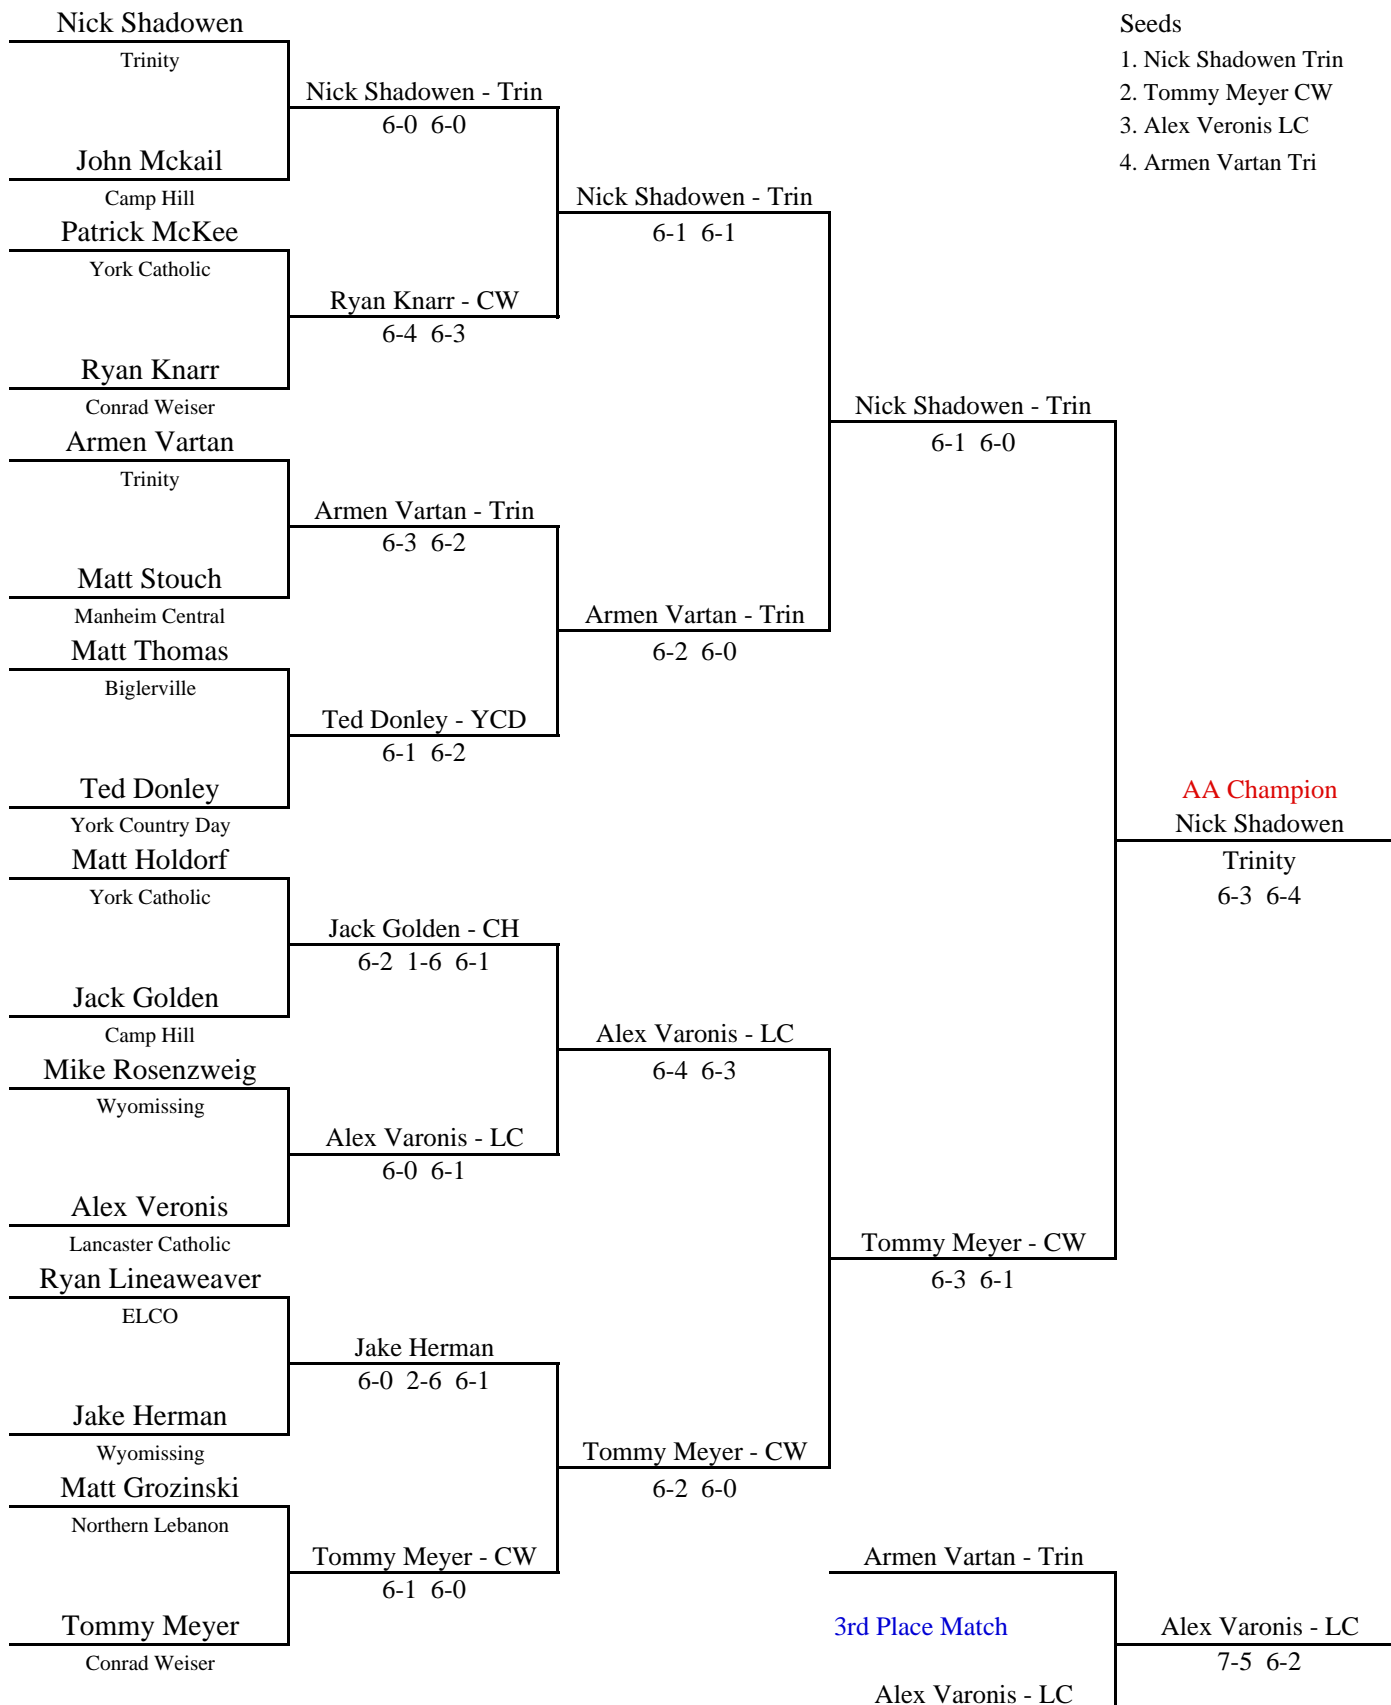 Nick Shadowen
Trinity
John Mckail
Camp Hill
Patrick McKee
York Catholic
Ryan Knarr
Conrad Weiser
Armen Vartan
Trinity
Matt Stouch
Manheim Central
Matt Thomas
Biglerville
Ted Donley
York Country Day
Matt Holdorf
York Catholic
Jack Golden
Camp Hill
Mike Rosenzweig
Wyomissing
Alex Veronis
Lancaster Catholic
Ryan Lineaweaver
ELCO
Jake Herman
Wyomissing
Matt Grozinski
Northern Lebanon
Tommy Meyer
Conrad Weiser
Nick Shadowen - Trin
6-0 6-0
Ryan Knarr - CW
6-4 6-3
Armen Vartan - Trin
6-3 6-2
Ted Donley - YCD
6-1 6-2
Jack Golden - CH
6-2 1-6 6-1
Alex Varonis - LC
6-0 6-1
Jake Herman
6-0 2-6 6-1
Tommy Meyer - CW
6-1 6-0
Nick Shadowen - Trin
6-1 6-1
Armen Vartan - Trin
6-2 6-0
Alex Varonis - LC
6-4 6-3
Tommy Meyer - CW
6-2 6-0
Nick Shadowen - Trin
6-1 6-0
Tommy Meyer - CW
6-3 6-1
Seeds
1. Nick Shadowen Trin
2. Tommy Meyer CW
3. Alex Veronis LC
4. Armen Vartan Tri
AA Champion
Nick Shadowen
Trinity
6-3 6-4
Armen Vartan - Trin
3rd Place Match
Alex Varonis - LC
Alex Varonis - LC
7-5 6-2